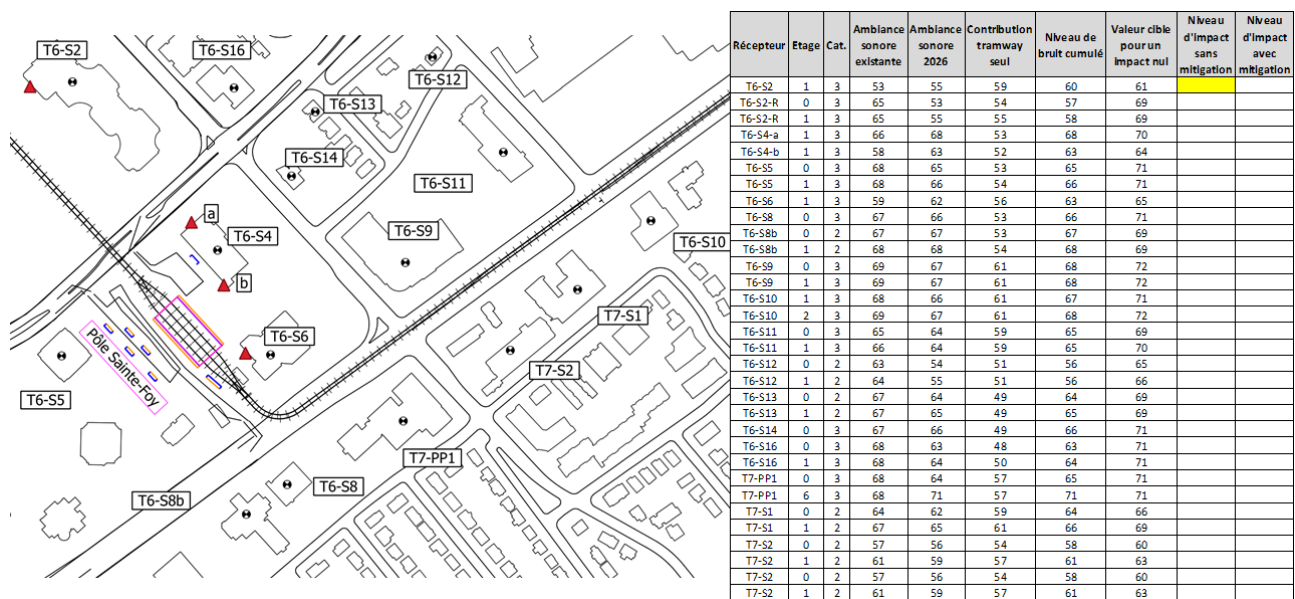 T6-S2
T6-S16
T6-S12
T6-S13
T6-S14
T6-S11
a
T6-S4
T6-S9
T6-S10
b
T7-S1
T6-S6
Pôle Sainte-Foy
T7-S2
T6-S5
T7-PP1
T6-S8
T6-S8b
Récepteur Etage Cat. Ambiance sonore existante Ambiance sonore 2026 Contribution tramway seul Niveau de bruit cumulé Valeur cible pour un impact nul Niveau d'impact sans mitigation Niveau d'impact avec mitigation
T6-S2 1 3 53 55 59 60 61
T6-S2-R 0 3 65 53 54 57 69
T6-S2-R 1 3 65 55 55 58 69
T6-S4-a 1 3 66 68 53 68 70
T6-S4-b 1 3 58 63 52 63 64
T6-S5 0 3 68 65 53 65 71
T6-S5 1 3 68 66 54 66 71
T6-S6 1 3 59 62 56 63 65
T6-S8 0 3 67 66 53 66 71
T6-S8b 0 2 67 67 53 67 69
T6-S8b 1 2 68 68 54 68 69
T6-S9 0 3 69 67 61 68 72
T6-S9 1 3 69 67 61 68 72
T6-S10 1 3 68 66 61 67 71
T6-S10 2 3 69 67 61 68 72
T6-S11 0 3 65 64 59 65 69
T6-S11 1 3 66 64 59 65 70
T6-S12 0 2 63 54 51 56 65
T6-S12 1 2 64 55 51 56 66
T6-S13 0 2 67 64 49 64 69
T6-S13 1 2 67 65 49 65 69
T6-S14 0 3 67 66 49 66 71
T6-S16 0 3 68 63 48 63 71
T6-S16 1 3 68 64 50 64 71
T7-PP1 0 3 68 64 57 65 71
T7-PP1 6 3 68 71 57 71 71
T7-S1 0 2 64 62 59 64 66
T7-S1 1 2 67 65 61 66 69
T7-S2 0 2 57 56 54 58 60
T7-S2 1 2 61 59 57 61 63
T7-S2 0 2 57 56 54 58 60
T7-S2 1 2 61 59 57 61 63